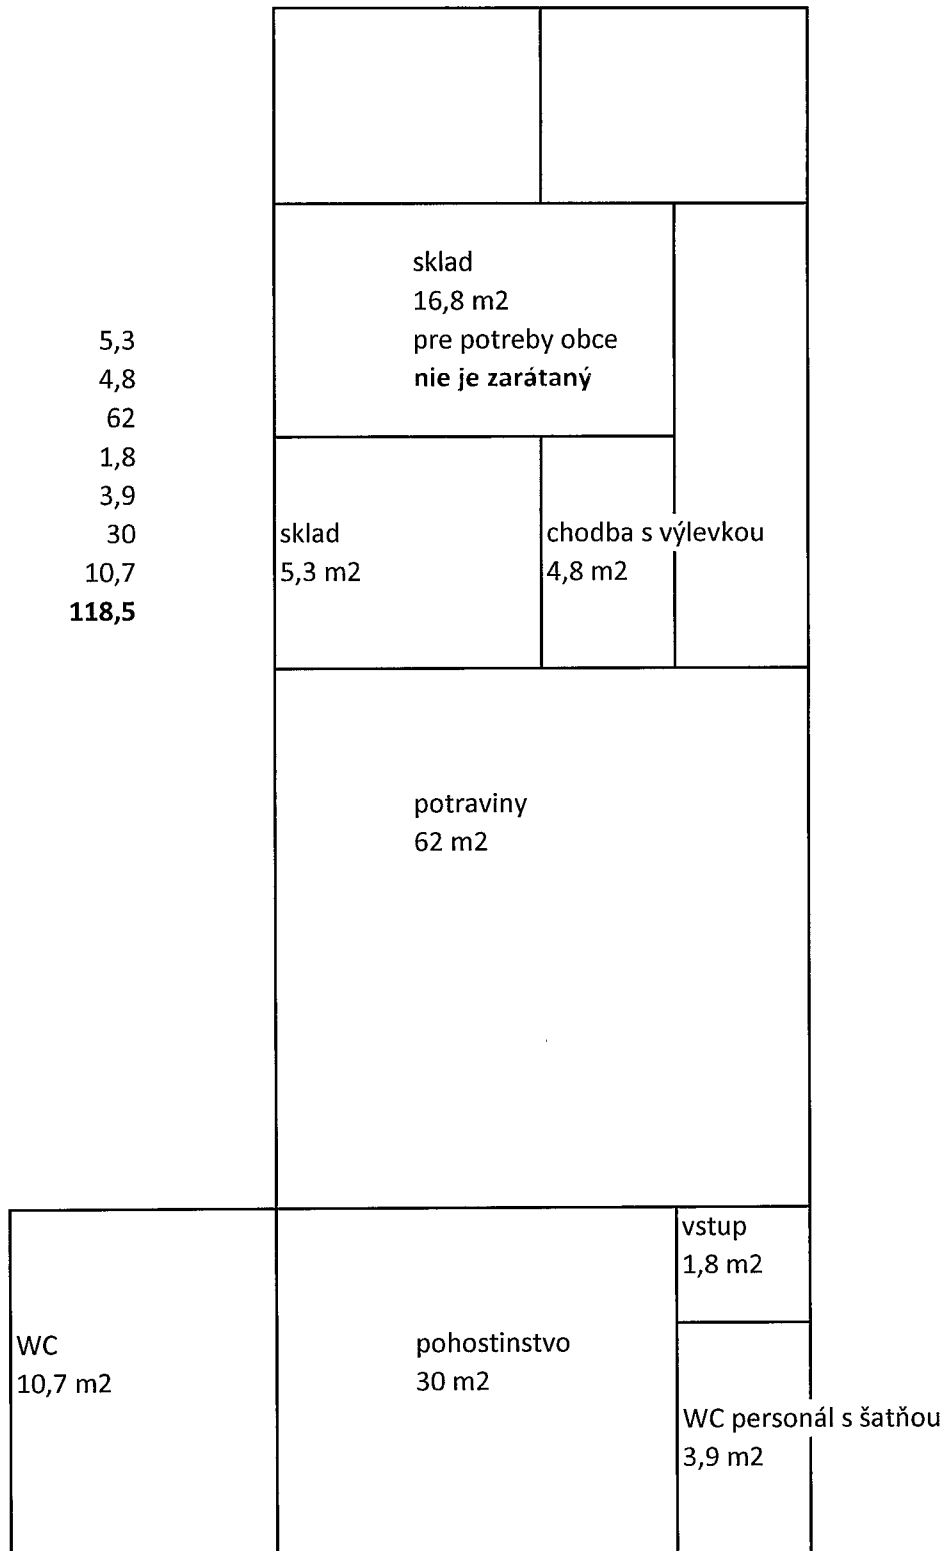 5,3
4,8
62
1,8
3,9
30
10,7
118,5
sklad
16,8 m2
pre potreby obce
nie je zarátaný
sklad
5,3 m2
chodba s výlevkou
4,8 m2
potraviny
62 m2
vstup
1,8 m2
WC
10,7 m2
pohostinstvo
30 m2
WC personál s šatňou
3,9 m2